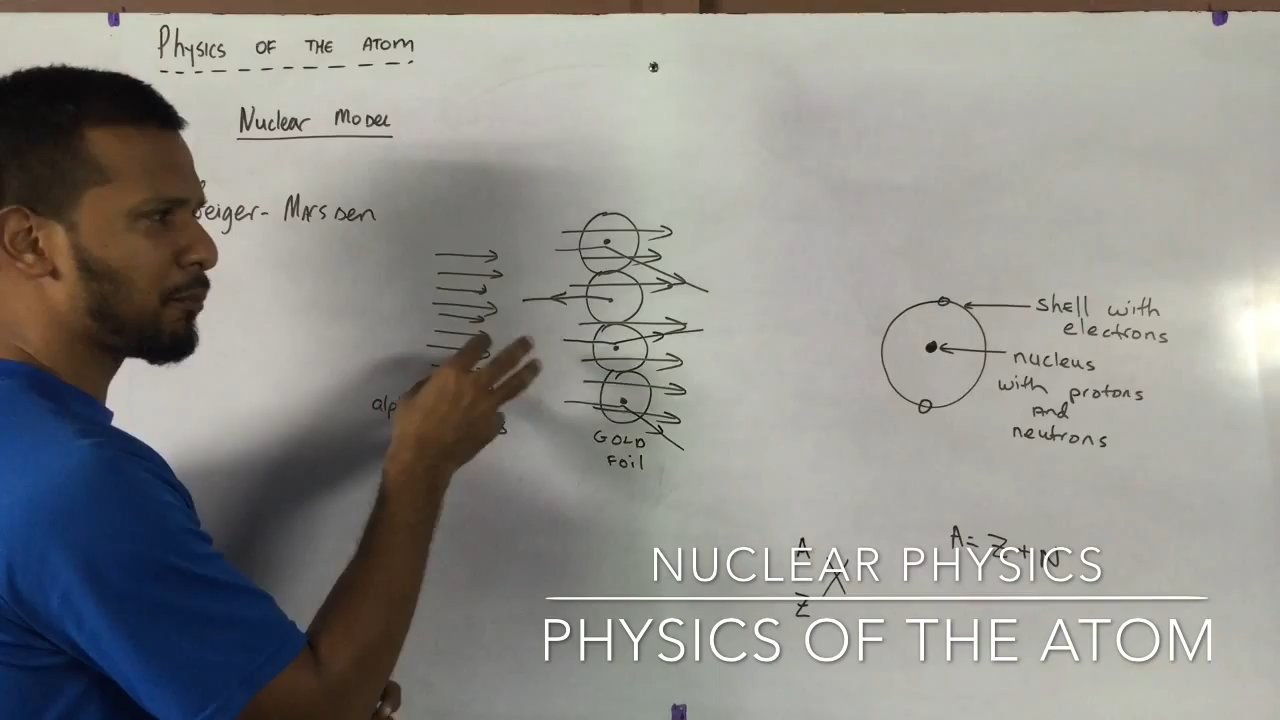 Physics OF THE ATOM
Nuclear Model
Geiger-Marsden
GOLD
Foil
shell with
electrons
nucleus
with protons
and
neutrons
A
X
Z
A=Z+N
NUCLEAR PHYSICS
PHYSICS OF THE ATOM